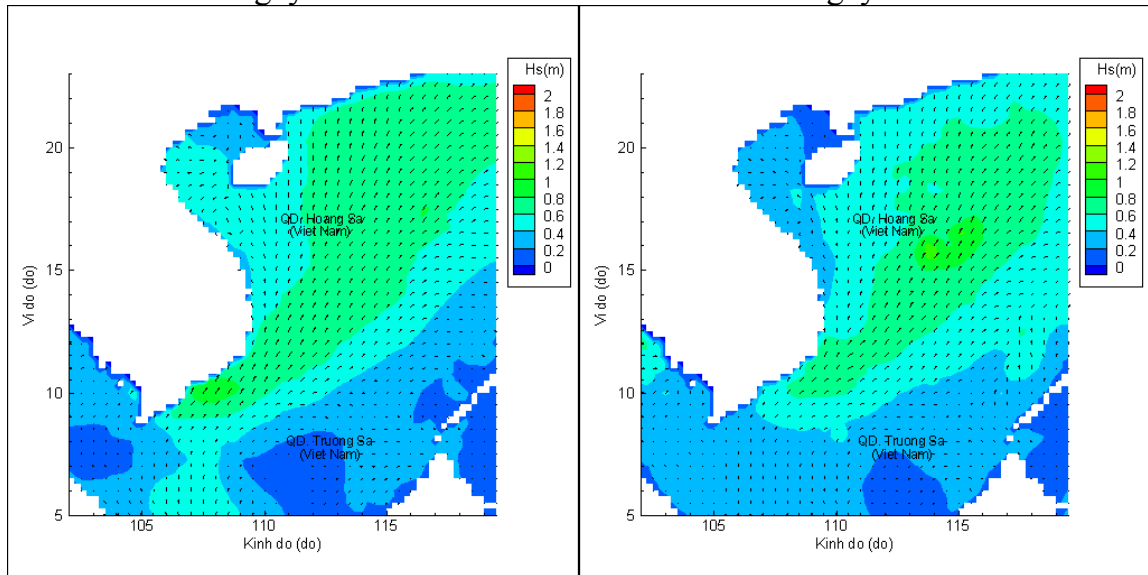 Hs(m)
2
1.8
1.6
1.4
1.2
1
0.8
0.6
0.4
0.2
0
QD. Hoang Sa
(Viet Nam)
QD. Truong Sa
(Viet Nam)
Vi do (do)
20
15
10
5
105
110
115
Kinh do (do)
Hs(m)
2
1.8
1.6
1.4
1.2
1
0.8
0.6
0.4
0.2
0
QD. Hoang Sa
(Viet Nam)
QD. Truong Sa
(Viet Nam)
Vi do (do)
20
15
10
5
105
110
115
Kinh do (do)